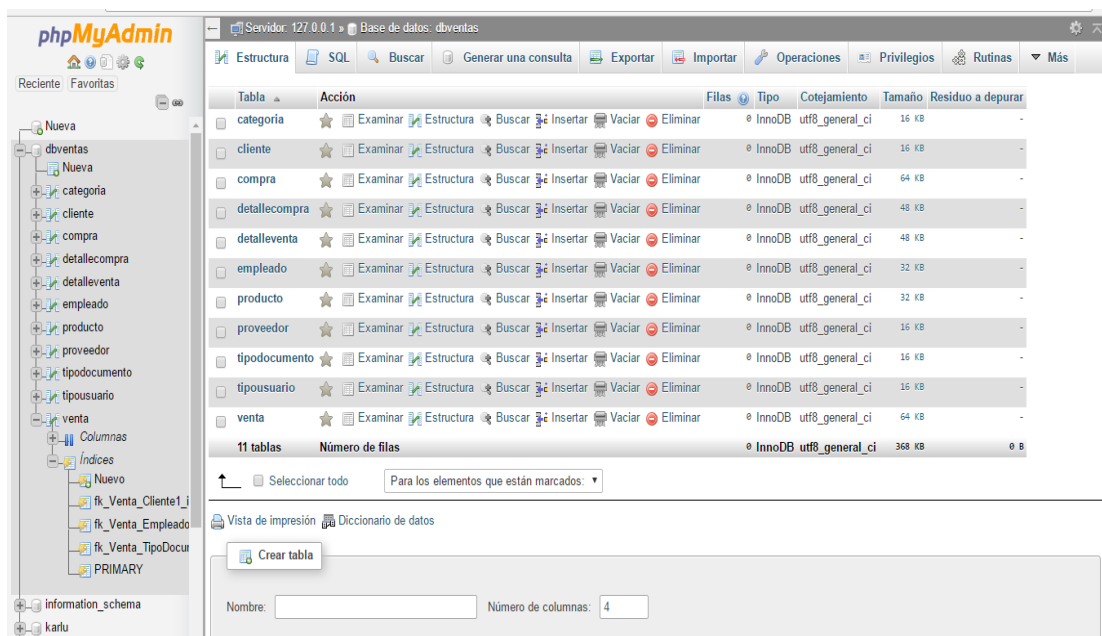 phpMyAdmin
Reciente Favoritas
Nueva
dbventas
Nueva
categoria
cliente
compra
detallecompra
detalleventa
empleado
producto
proveedor
tipodocumento
tipousuario
venta
Columnas
Índices
Nuevo
fk_Venta_Cliente1_i
fk_Venta_Empleado
fk_Venta_TipoDocur
PRIMARY
information_schema
karlu
Servidor: 127.0.0.1 » Base de datos: dbventas
Estructura SQL Buscar Generar una consulta Exportar Importar Operaciones Privilegios Rutinas Más
Tabla Acción Filas Tipo Cotejamiento Tamaño Residuo a depurar
categoria Examinar Estructura Buscar Insertar Vaciar Eliminar 0 InnoDB utf8_general_ci 16 KB -
cliente Examinar Estructura Buscar Insertar Vaciar Eliminar 0 InnoDB utf8_general_ci 16 KB -
compra Examinar Estructura Buscar Insertar Vaciar Eliminar 0 InnoDB utf8_general_ci 64 KB -
detallecompra Examinar Estructura Buscar Insertar Vaciar Eliminar 0 InnoDB utf8_general_ci 48 KB -
detalleventa Examinar Estructura Buscar Insertar Vaciar Eliminar 0 InnoDB utf8_general_ci 48 KB -
empleado Examinar Estructura Buscar Insertar Vaciar Eliminar 0 InnoDB utf8_general_ci 32 KB -
producto Examinar Estructura Buscar Insertar Vaciar Eliminar 0 InnoDB utf8_general_ci 32 KB -
proveedor Examinar Estructura Buscar Insertar Vaciar Eliminar 0 InnoDB utf8_general_ci 16 KB -
tipodocumento Examinar Estructura Buscar Insertar Vaciar Eliminar 0 InnoDB utf8_general_ci 16 KB -
tipousuario Examinar Estructura Buscar Insertar Vaciar Eliminar 0 InnoDB utf8_general_ci 16 KB -
venta Examinar Estructura Buscar Insertar Vaciar Eliminar 0 InnoDB utf8_general_ci 64 KB -
11 tablas Número de filas 0 InnoDB utf8_general_ci 368 KB 0 B
Seleccionar todo Para los elementos que están marcados:
Vista de impresión Diccionario de datos
Crear tabla
Nombre: Número de columnas: 4